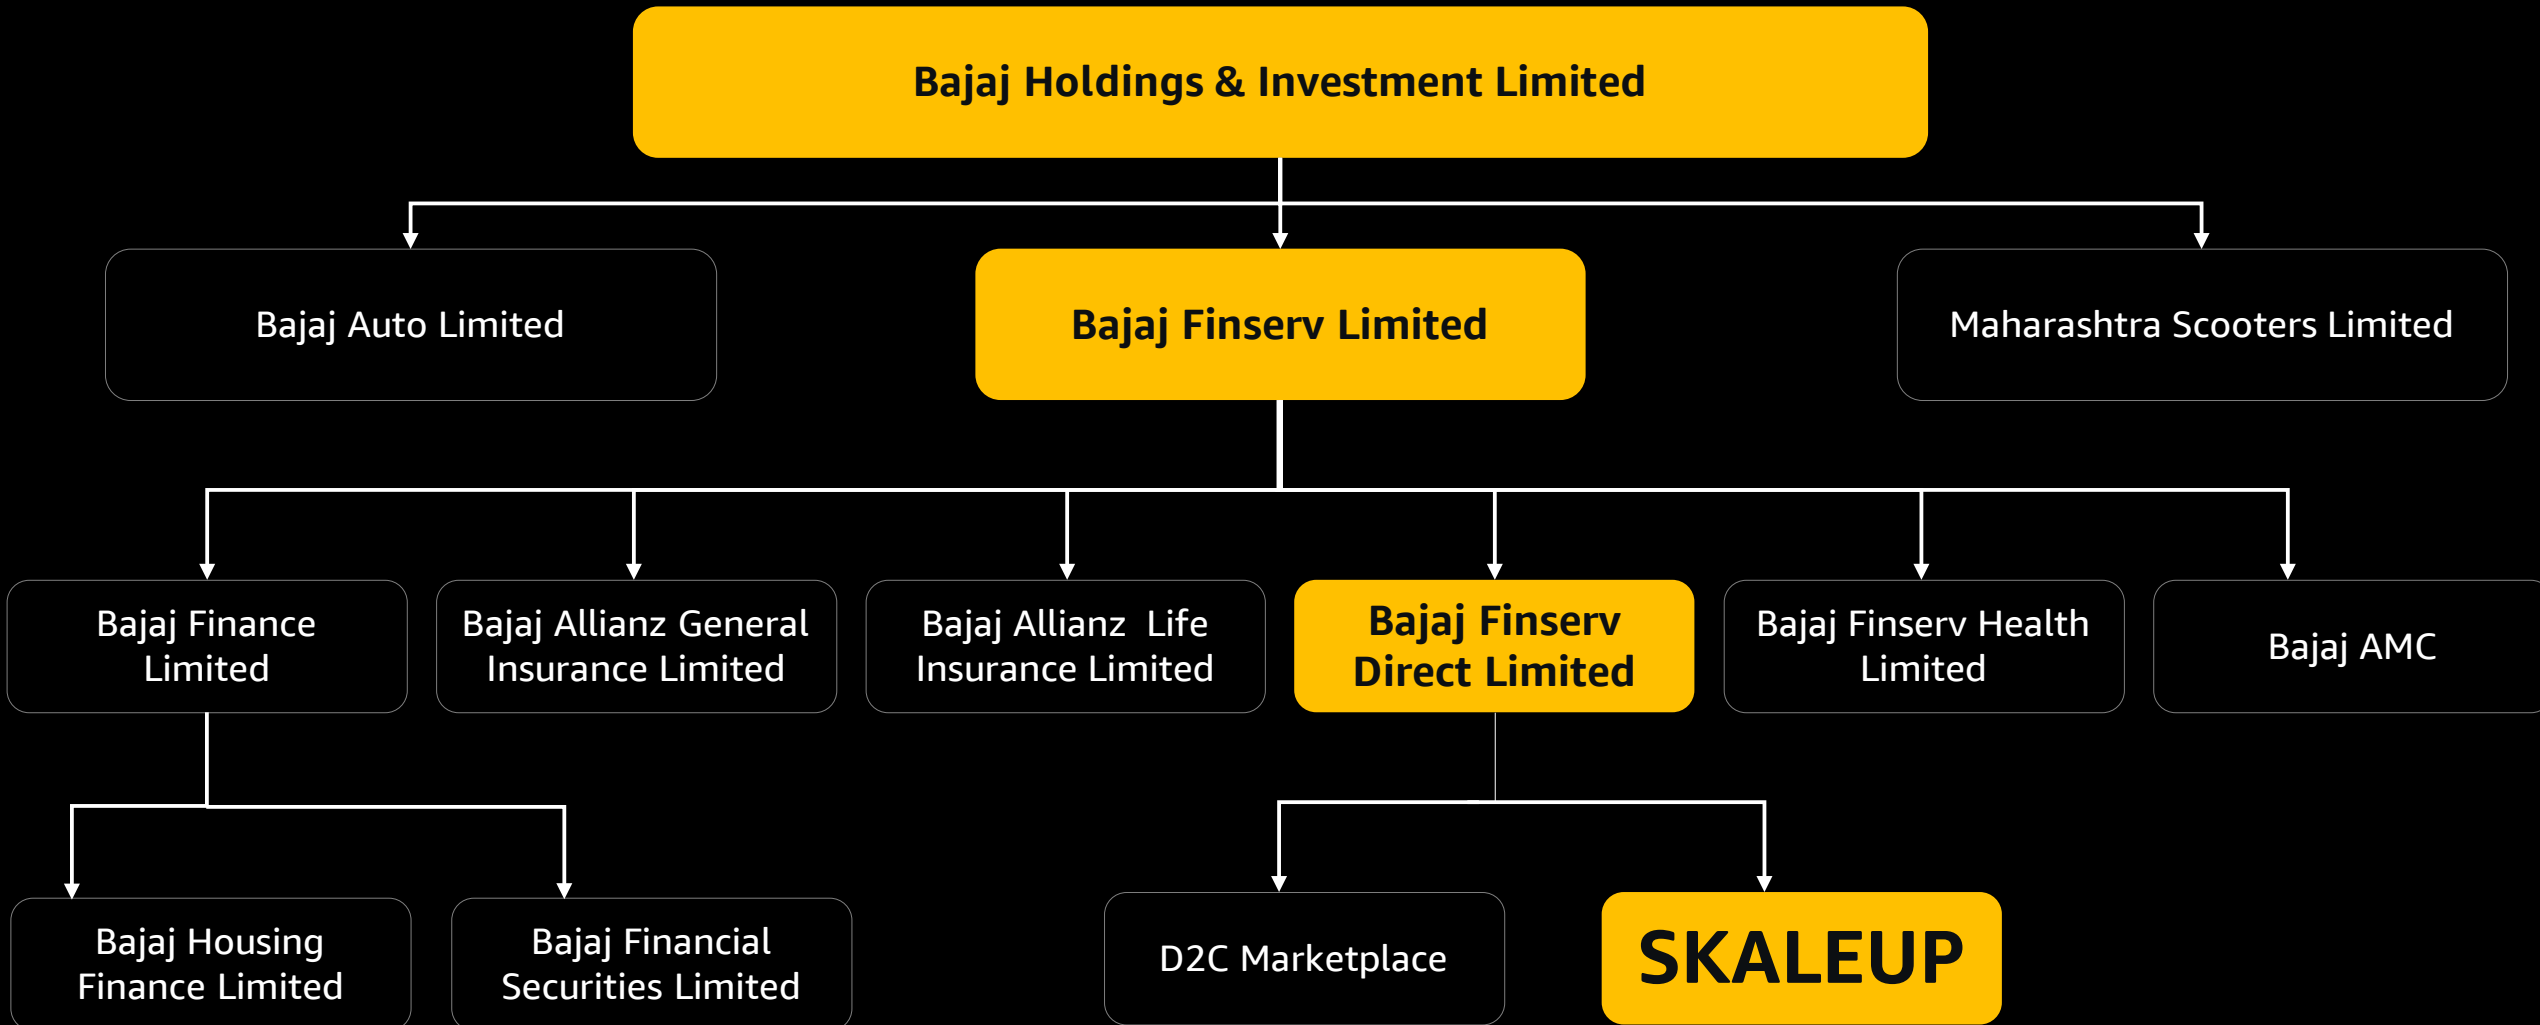 Bajaj Holdings & Investment Limited
Bajaj Auto Limited
Bajaj Finserv Limited
Maharashtra Scooters Limited
Bajaj Finance
Limited
Bajaj Allianz General
Insurance Limited
Bajaj Allianz  Life
Insurance Limited
Bajaj Finserv
Direct Limited
Bajaj Finserv Health
Limited
Bajaj AMC
Bajaj Housing
Finance Limited
Bajaj Financial
Securities Limited
D2C Marketplace
SKALEUP